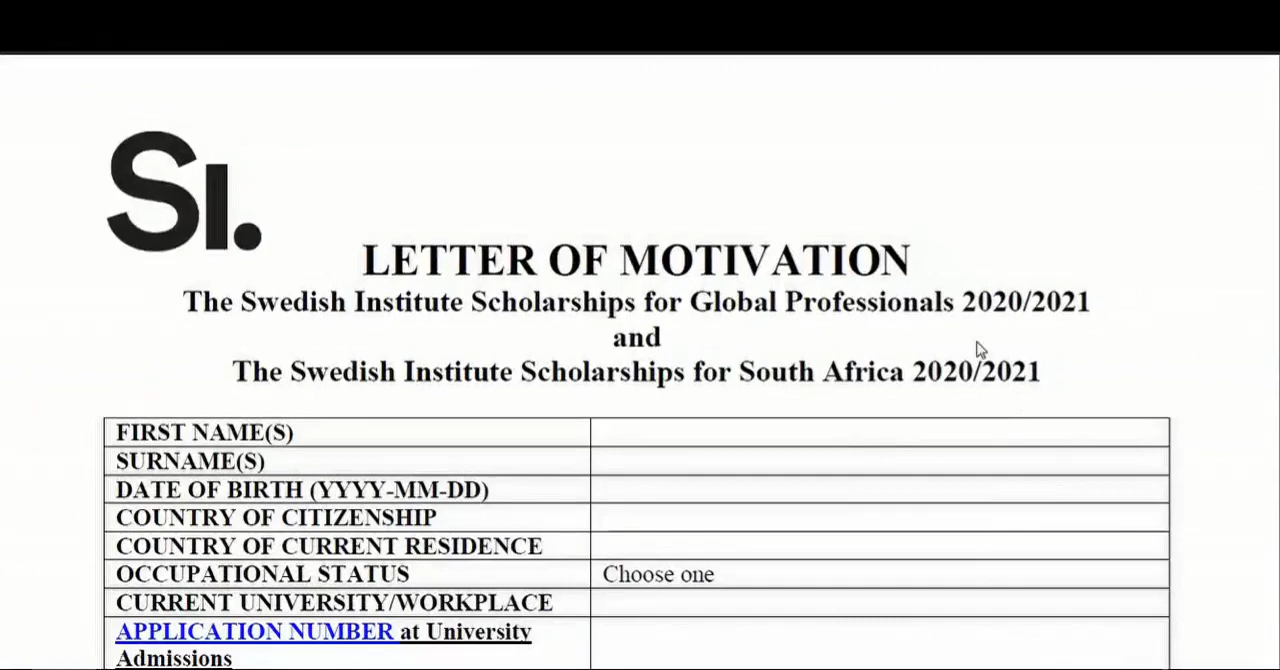 Sı.
LETTER OF MOTIVATION
The Swedish Institute Scholarships for Global Professionals 2020/2021
and
The Swedish Institute Scholarships for South Africa 2020/2021
FIRST NAME(S)
SURNAME(S)
DATE OF BIRTH (YYYY-MM-DD)
COUNTRY OF CITIZENSHIP
COUNTRY OF CURRENT RESIDENCE
OCCUPATIONAL STATUS Choose one
CURRENT UNIVERSITY/WORKPLACE
APPLICATION NUMBER at University
Admissions